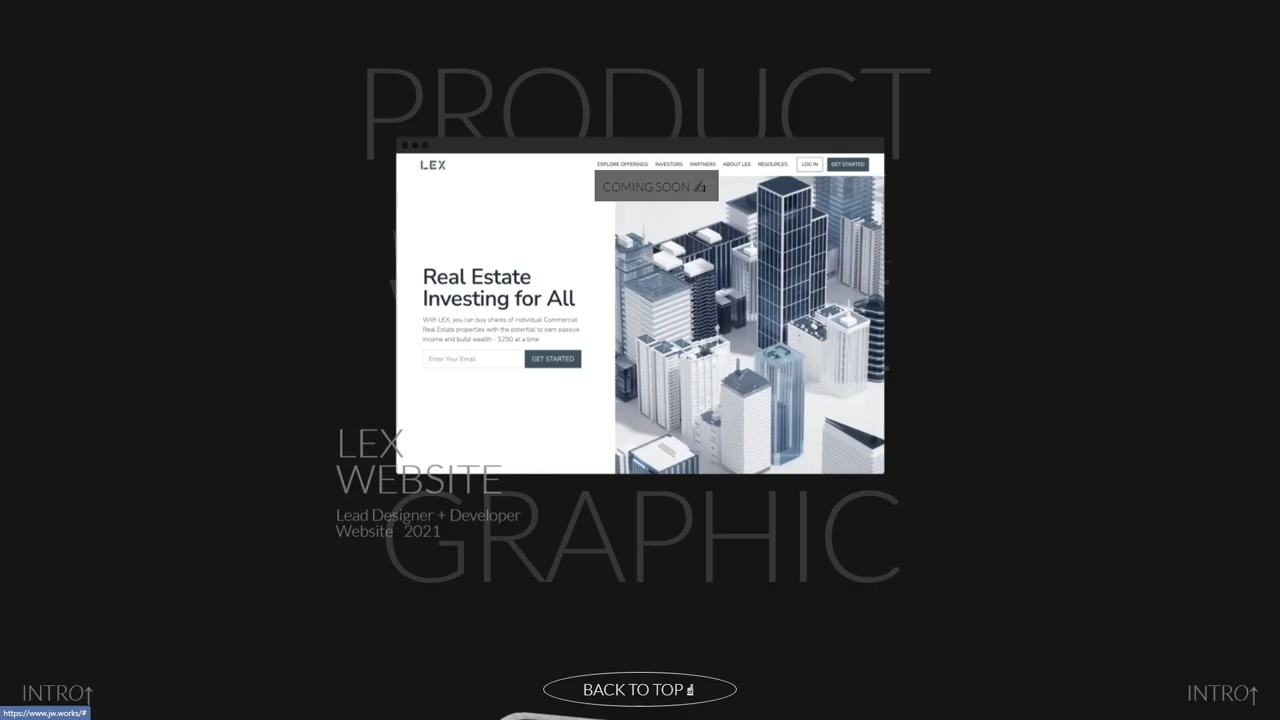 PRODUCT
LEX
EXPLORE OFFERINGS INVESTORS PARTNERS ABOUT LEX RESOURCES LOG IN GET STARTED
COMING SOON ✍
Real Estate
Investing for All
With LEX, you can buy shares of individual Commercial
Real Estate properties with the potential to earn passive
income and build wealth - $250 at a time
Enter Your Email GET STARTED
LEX
WEBSITE
Lead Designer + Developer
Website 2021
GRAPHIC
INTRO↑
BACK TO TOP ☝
INTRO↑
https://www.jw.works/#